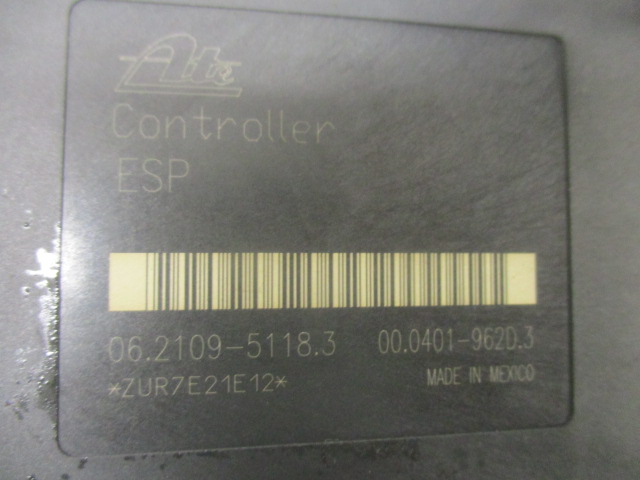 Ate
Controller
ESP
06.2109-5118.3 00.0401-962D.3
*ZUR7E21E12* MADE IN MEXICO